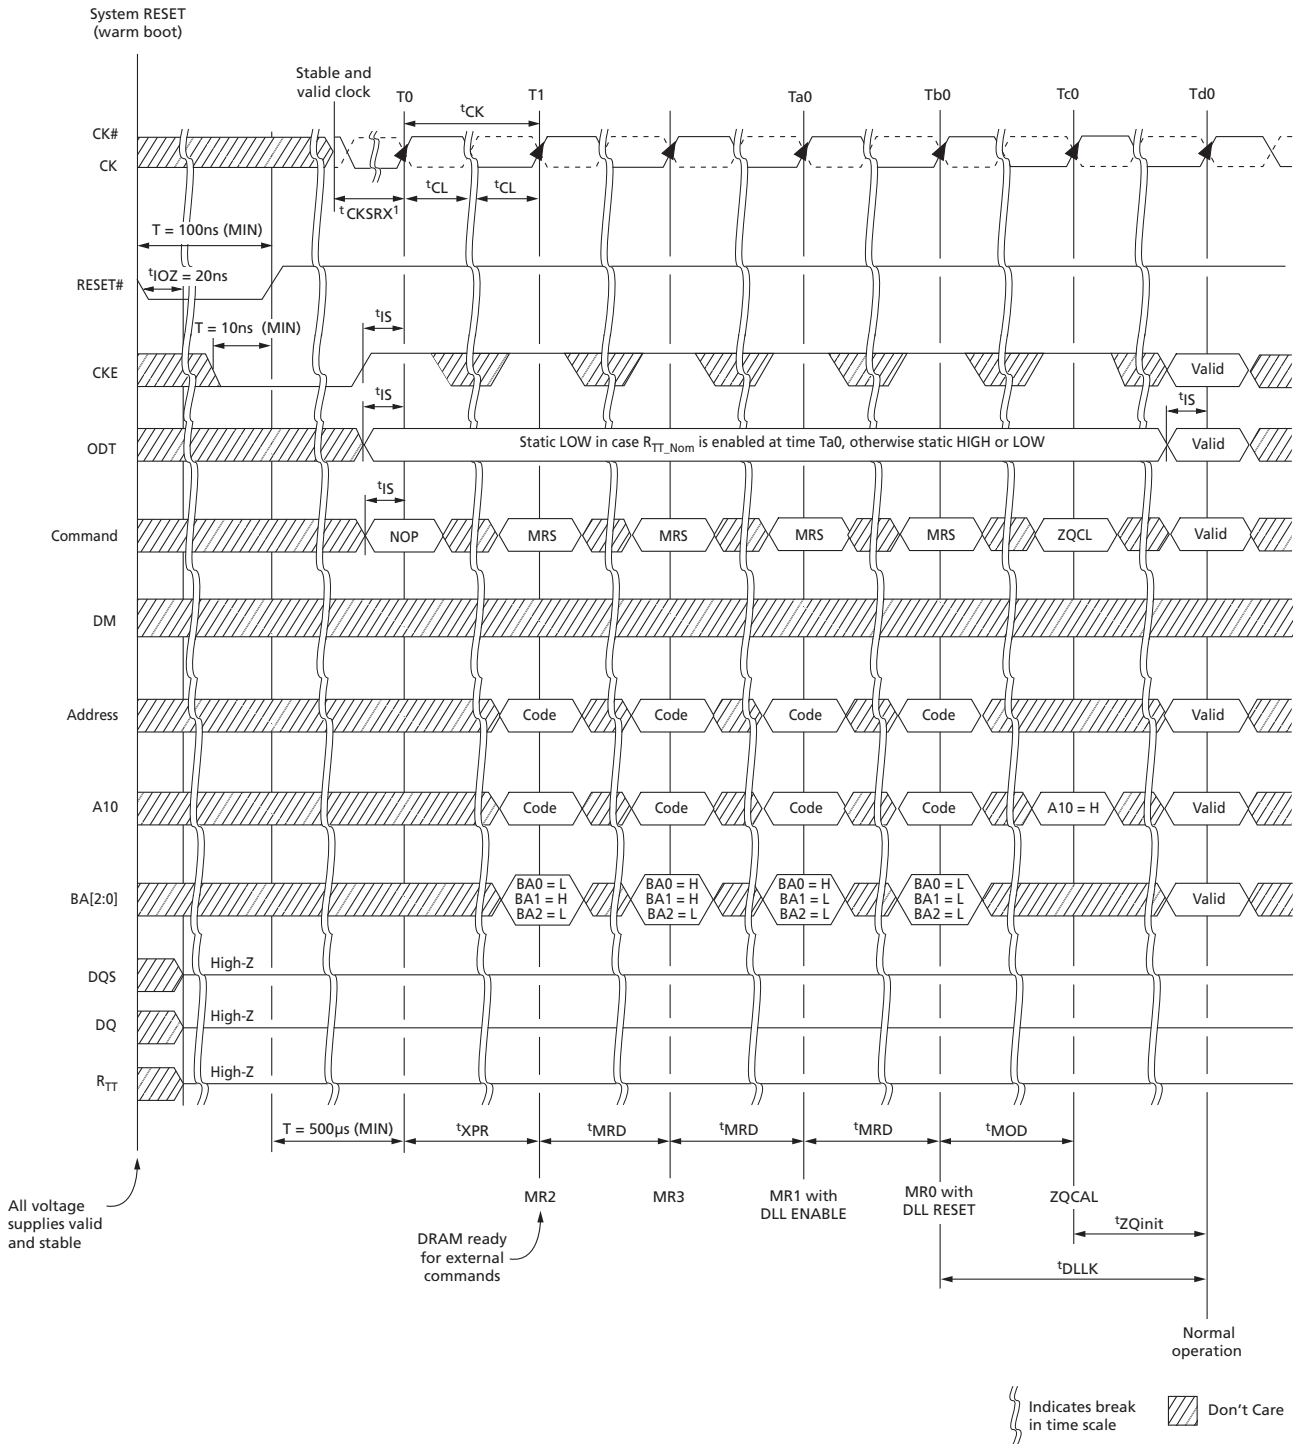 System RESET
(warm boot)
Stable and
valid clock
T0
T1
Ta0
Tb0
Tc0
Td0
tCK
CK#
CK
tCL
tCL
tCKSRX1
T = 100ns (MIN)
tIOZ = 20ns
RESET#
T = 10ns (MIN)
tIS
CKE
Valid
tIS
tIS
ODT
Static LOW in case RTT_Nom is enabled at time Ta0, otherwise static HIGH or LOW
Valid
tIS
Command
NOP
MRS
MRS
MRS
MRS
ZQCL
Valid
DM
Address
Code
Code
Code
Code
Valid
A10
Code
Code
Code
Code
A10 = H
Valid
BA[2:0]
BA0 = L
BA1 = H
BA2 = L
BA0 = H
BA1 = H
BA2 = L
BA0 = H
BA1 = L
BA2 = L
BA0 = L
BA1 = L
BA2 = L
Valid
DQS
High-Z
DQ
High-Z
RTT
High-Z
T = 500µs (MIN)
tXPR
tMRD
tMRD
tMRD
tMOD
All voltage
supplies valid
and stable
MR2
MR3
MR1 with
DLL ENABLE
MR0 with
DLL RESET
ZQCAL
DRAM ready
for external
commands
tZQinit
tDLLK
Normal
operation
Indicates break
in time scale
Don't Care